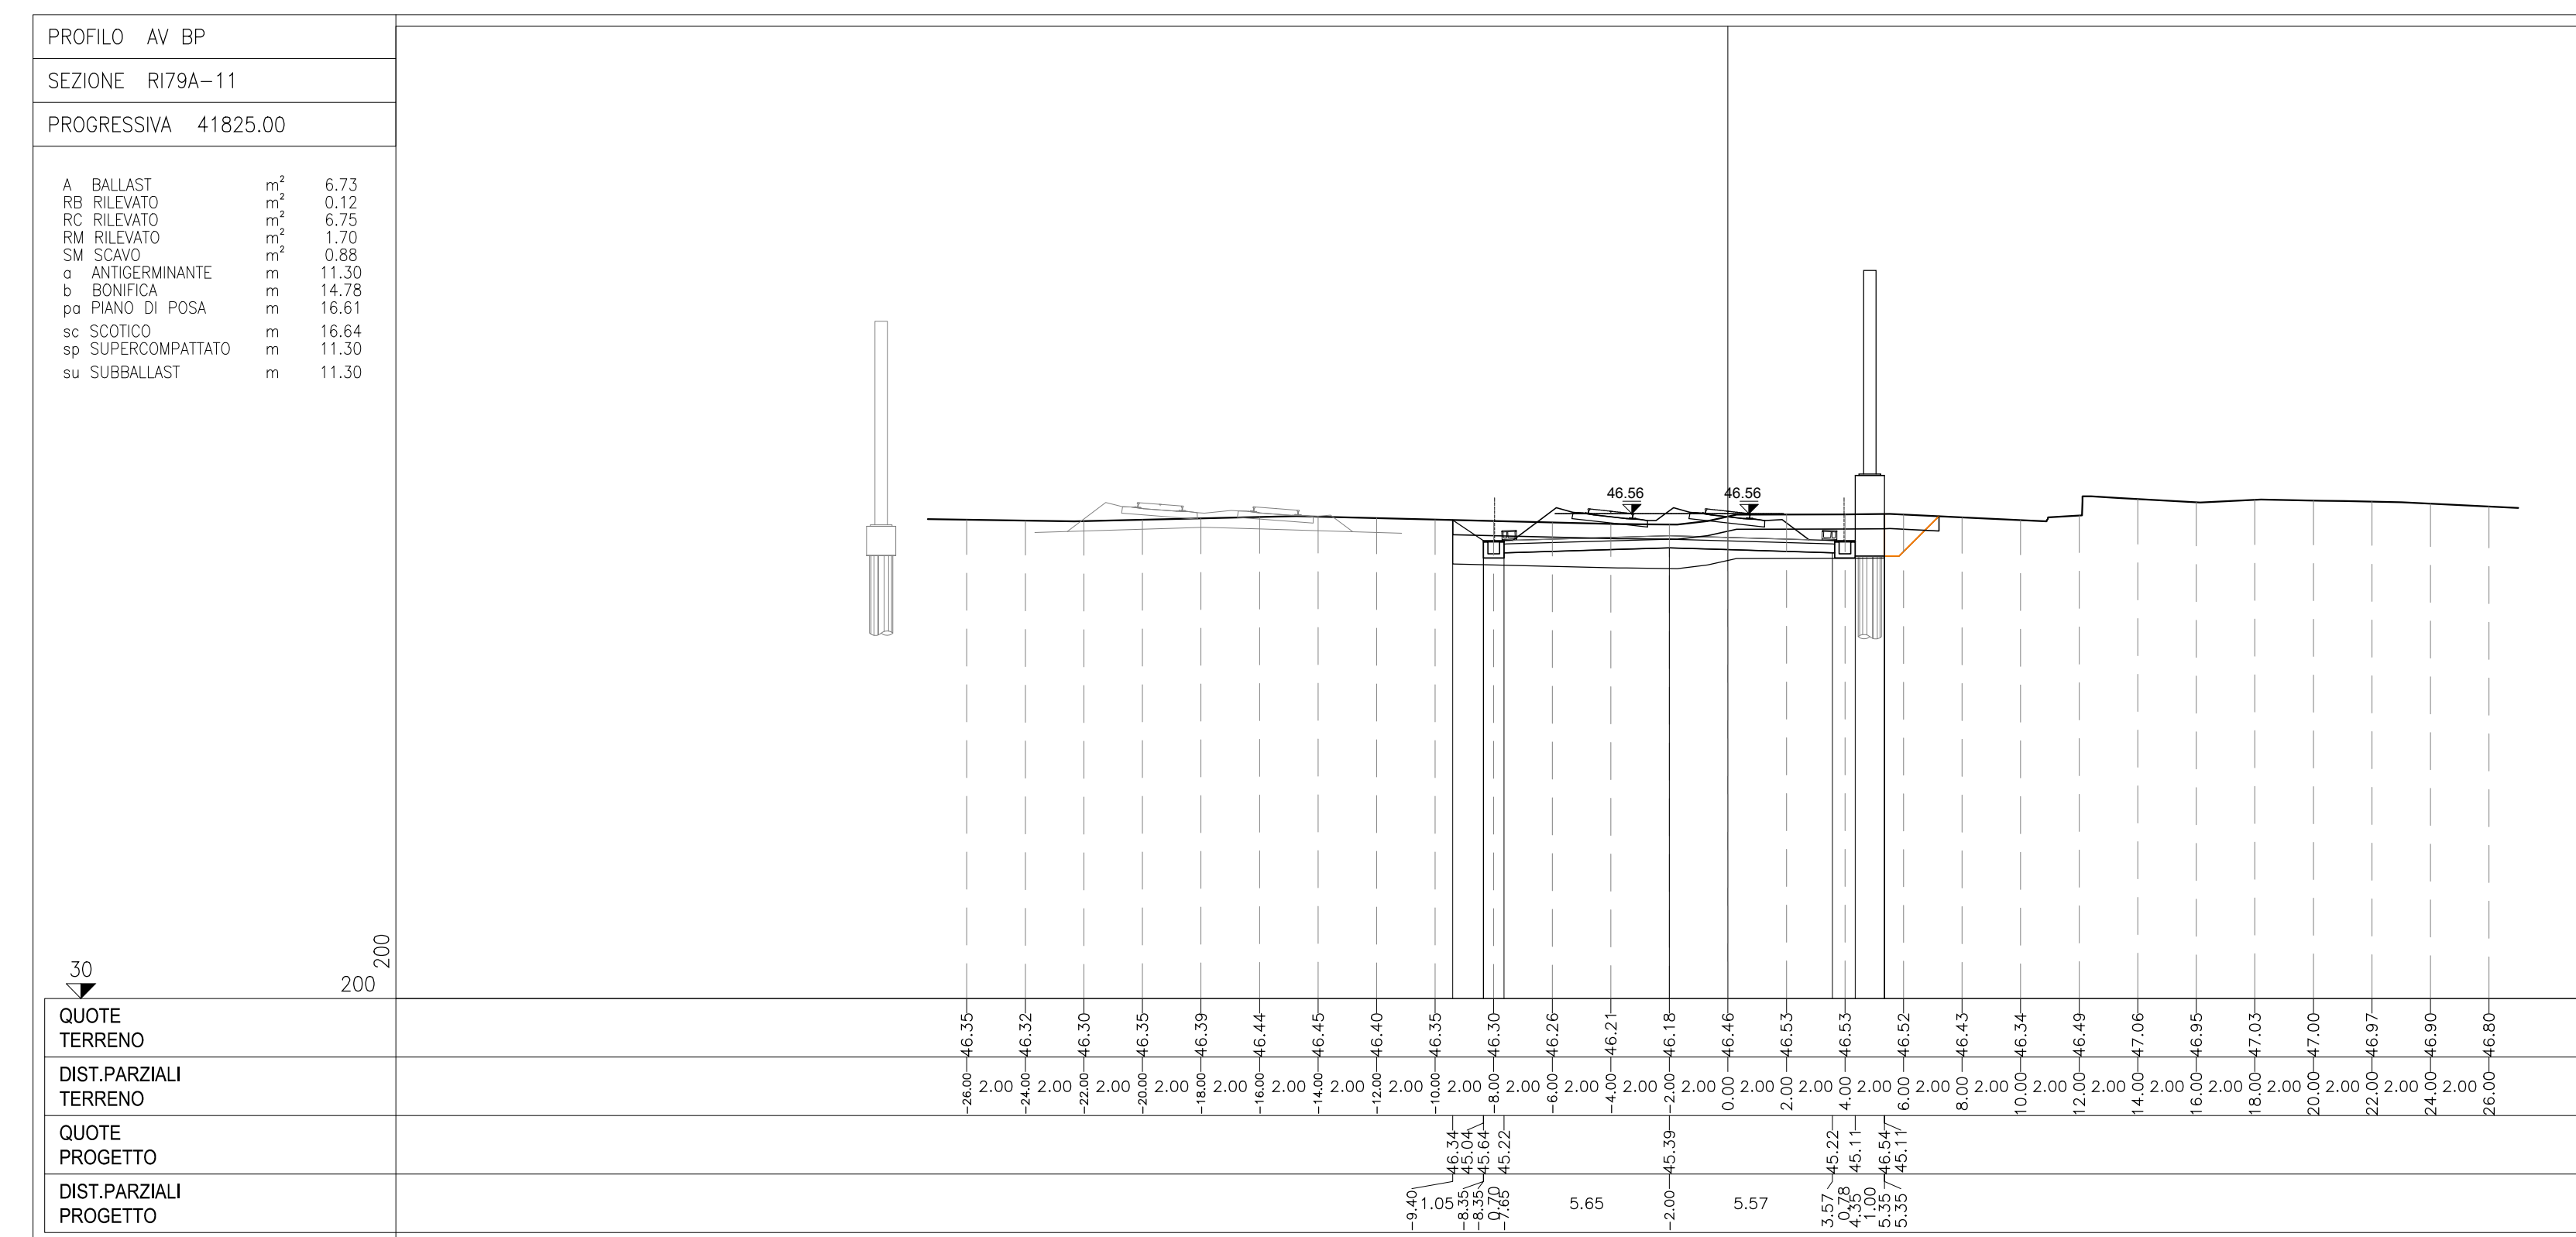 PROFILO AV BP
SEZIONE RI79A-11
PROGRESSIVA 41825.00
A BALLAST m² 6.73
RB RILEVATO m² 0.12
RC RILEVATO m² 6.75
RM RILEVATO m² 1.70
SM SCAVO m² 0.88
a ANTIGERMINANTE m 11.30
b BONIFICA m 14.78
pa PIANO DI POSA m 16.61
sc SCOTICO m 16.64
sp SUPERCOMPATTATO m 11.30
su SUBBALLAST m 11.30
46.56 46.56
200
30 200
QUOTE
TERRENO
46.35 46.32 46.30 46.35 46.39 46.44 46.45 46.40 46.35 46.30 46.26 46.21 46.18 46.46 46.53 46.53 46.52 46.43 46.34 46.49 47.06 46.95 47.03 47.00 46.97 46.90 46.80
DIST.PARZIALI
TERRENO
-26.00 2.00 -24.00 2.00 -22.00 2.00 -20.00 2.00 -18.00 2.00 -16.00 2.00 -14.00 2.00 -12.00 2.00 -10.00 2.00 -8.00 2.00 -6.00 2.00 -4.00 2.00 -2.00 2.00 0.00 2.00 2.00 2.00 4.00 2.00 6.00 2.00 8.00 2.00 10.00 2.00 12.00 2.00 14.00 2.00 16.00 2.00 18.00 2.00 20.00 2.00 22.00 2.00 24.00 2.00 26.00
QUOTE
PROGETTO
46.34 45.04 45.64 45.22 45.39 45.22 45.11 46.54 45.11
DIST.PARZIALI
PROGETTO
-9.40 1.05 -8.35 -8.35 0.70 -7.65 5.65 -2.00 5.57 3.57 0.78 4.35 1.00 5.35 5.35